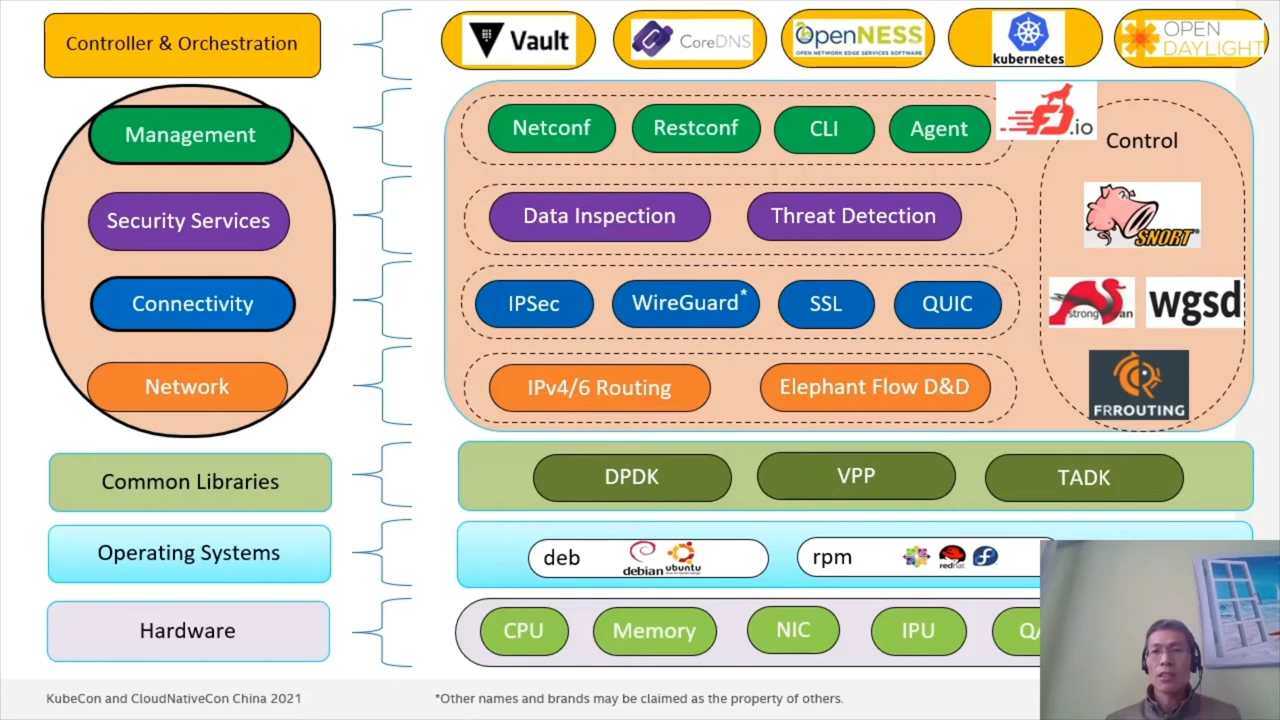 Controller & Orchestration
Vault
CoreDNS
OpenNESS
OPEN NETWORK EDGE SERVICES SOFTWARE
kubernetes
OPEN
DAYLIGHT
Management
Netconf
Restconf
CLI
Agent
FD.io
Control
Security Services
Data Inspection
Threat Detection
SNORT®
Connectivity
IPSec
WireGuard*
SSL
QUIC
strong
wgsd
Network
IPv4/6 Routing
Elephant Flow D&D
FRROUTING
Common Libraries
DPDK
VPP
TADK
Operating Systems
deb
debian
ubuntu
rpm
redhat
Hardware
CPU
Memory
NIC
IPU
KubeCon and CloudNativeCon China 2021
*Other names and brands may be claimed as the property of others.